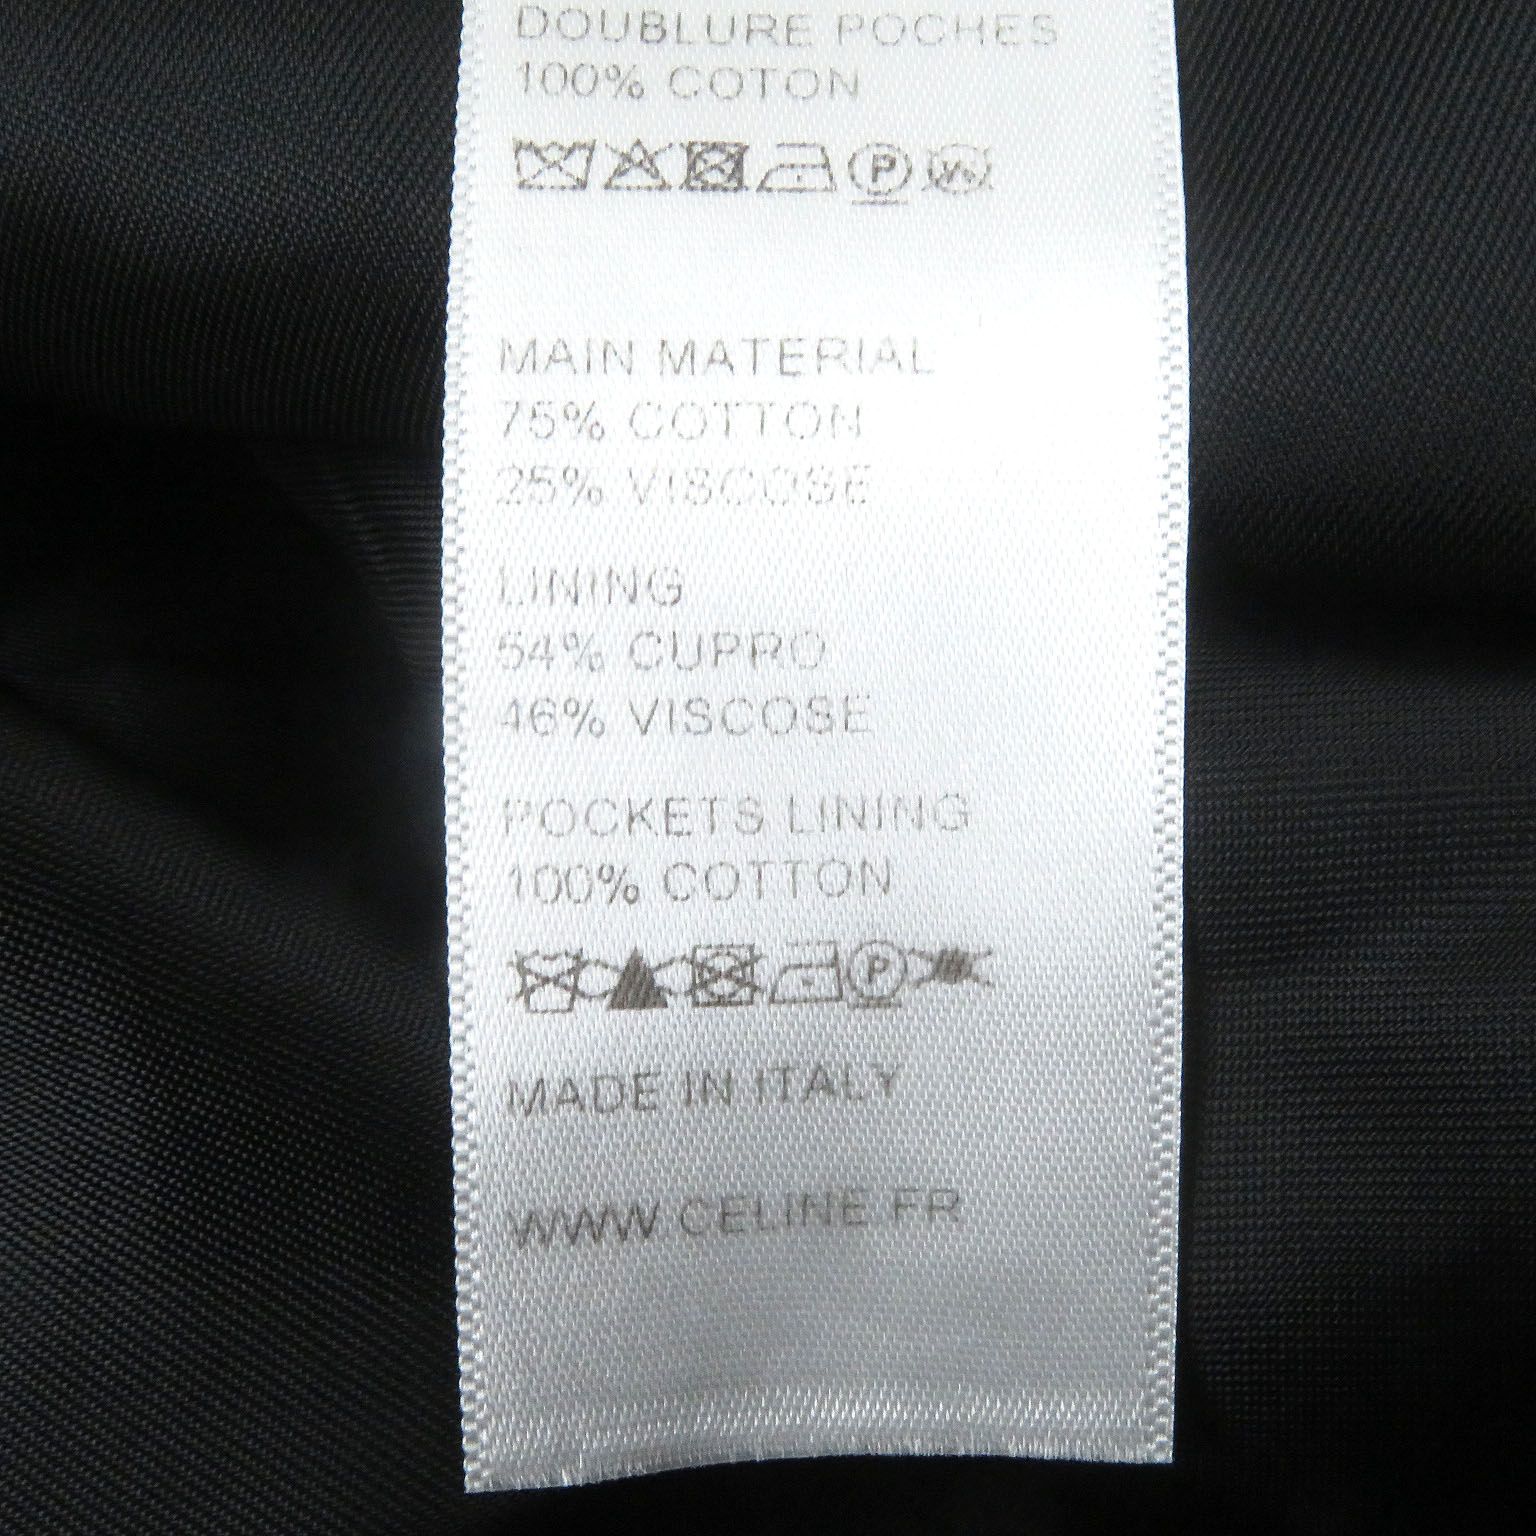 DOUBLURE POCHES
100% COTON
P
MAIN MATERIAL
75% COTTON
25% VISCOSE
LINING
54% CUPRO
46% VISCOSE
POCKETS LINING
100% COTTON
P
MADE IN ITALY
WWW.CELINE.FR